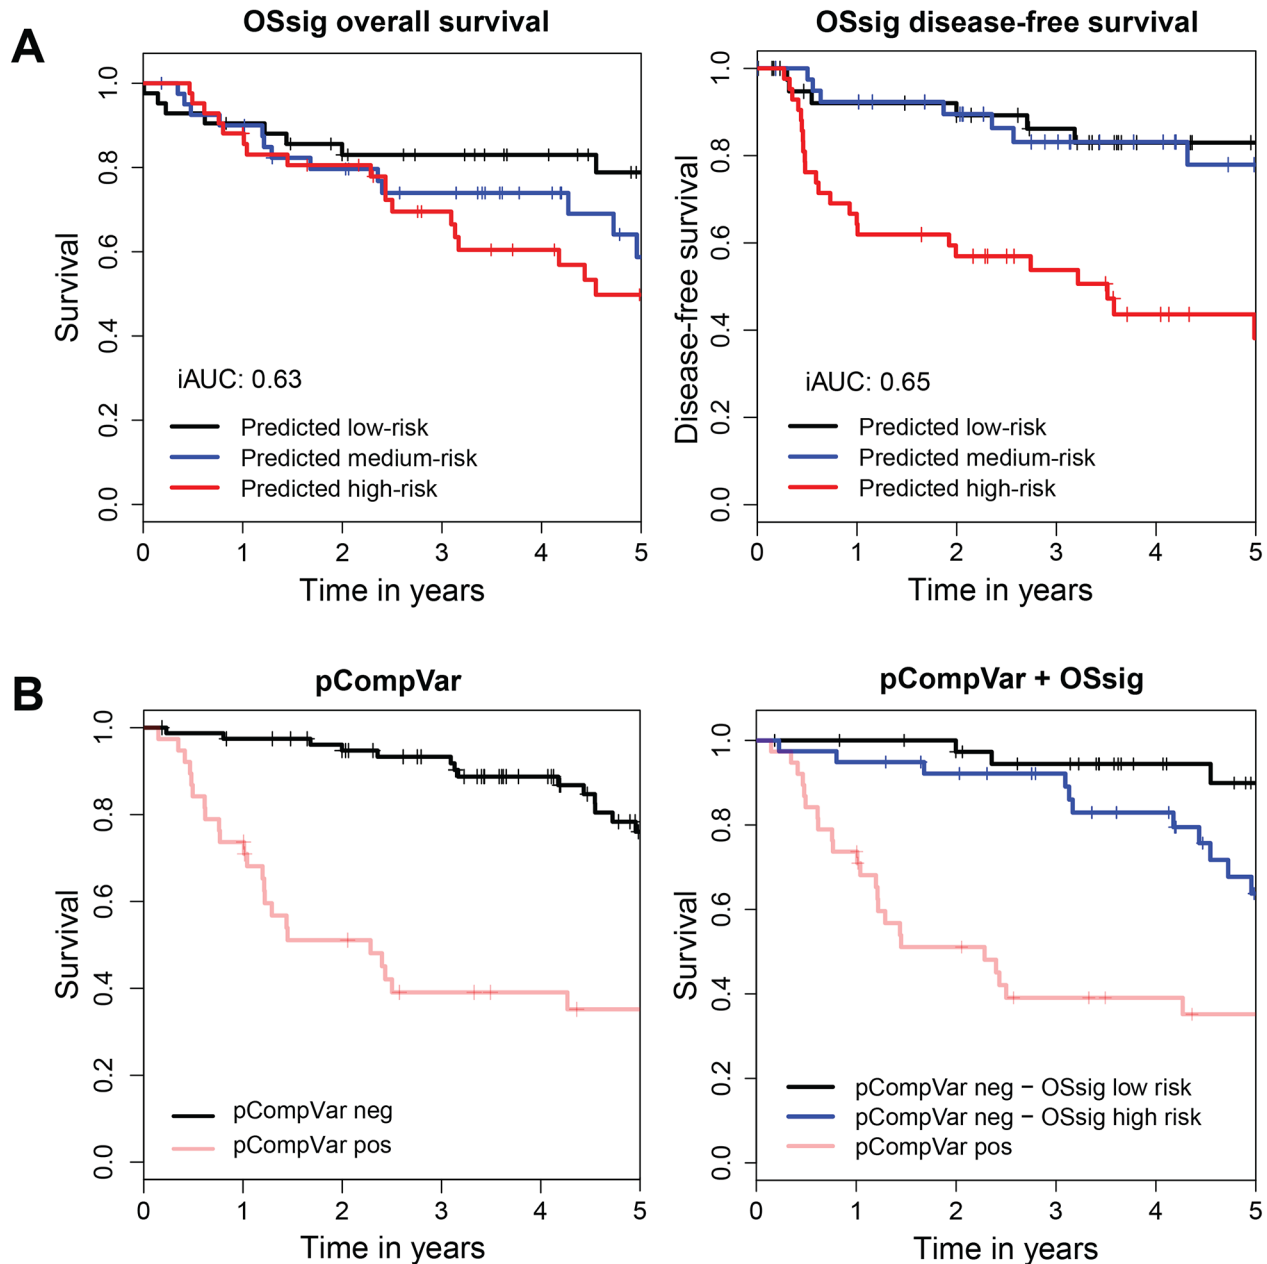 A
OSsig overall survival
Survival
1.0
0.8
0.6
0.4
0.2
0.0
iAUC: 0.63
Predicted low-risk
Predicted medium-risk
Predicted high-risk
0 1 2 3 4 5
Time in years
OSsig disease-free survival
Disease-free survival
1.0
0.8
0.6
0.4
0.2
0.0
iAUC: 0.65
Predicted low-risk
Predicted medium-risk
Predicted high-risk
0 1 2 3 4 5
Time in years
B
pCompVar
Survival
1.0
0.8
0.6
0.4
0.2
0.0
pCompVar neg
pCompVar pos
0 1 2 3 4 5
Time in years
pCompVar + OSsig
Survival
1.0
0.8
0.6
0.4
0.2
0.0
pCompVar neg − OSsig low risk
pCompVar neg − OSsig high risk
pCompVar pos
0 1 2 3 4 5
Time in years